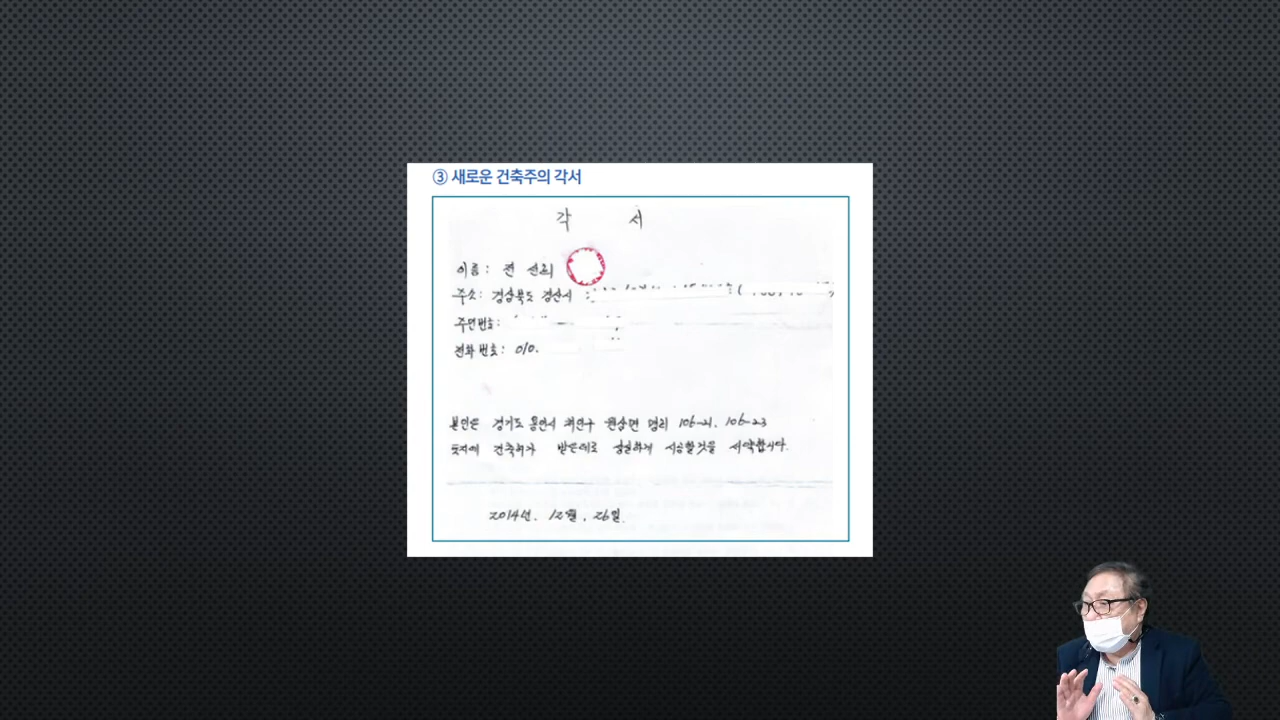 ③ 새로운 건축주의 각서
각 서
이름 : 전 선희
주소 : 경상북도 경산시
주민번호 :
전화번호 : 010.
본인은 경기도 용인시 처인구 원삼면 맹리 106-21, 106-23
토지에 건축허가 받은대로 성실하게 시공할것을 서약합니다.
2014년. 12월. 26일.